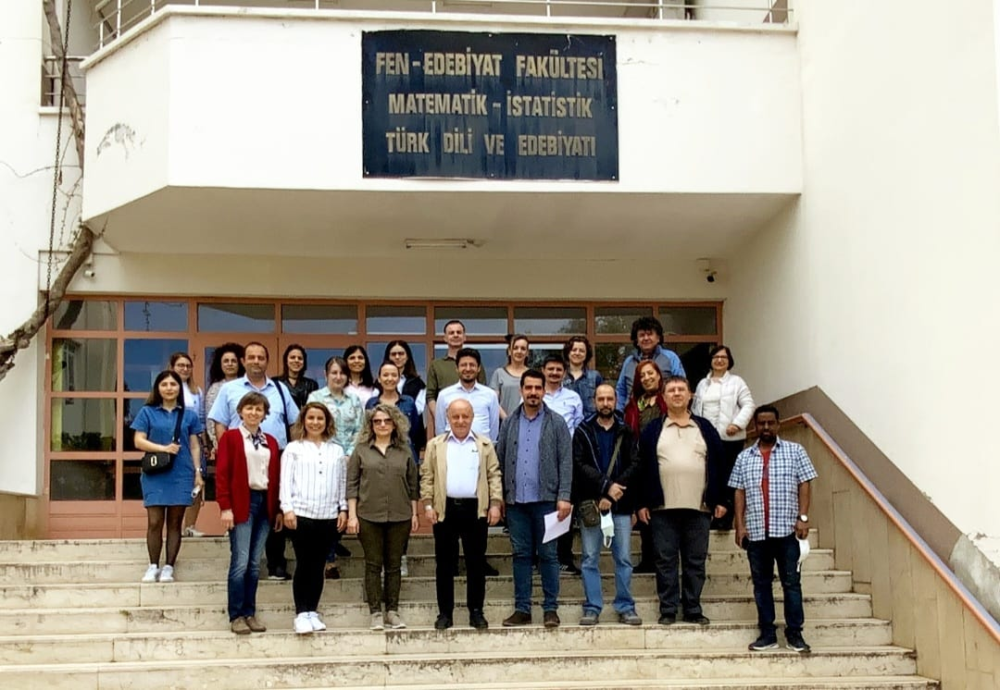 FEN - EDEBİYAT FAKÜLTESİ
MATEMATİK - İSTATİSTİK
TÜRK DİLİ VE EDEBİYATI